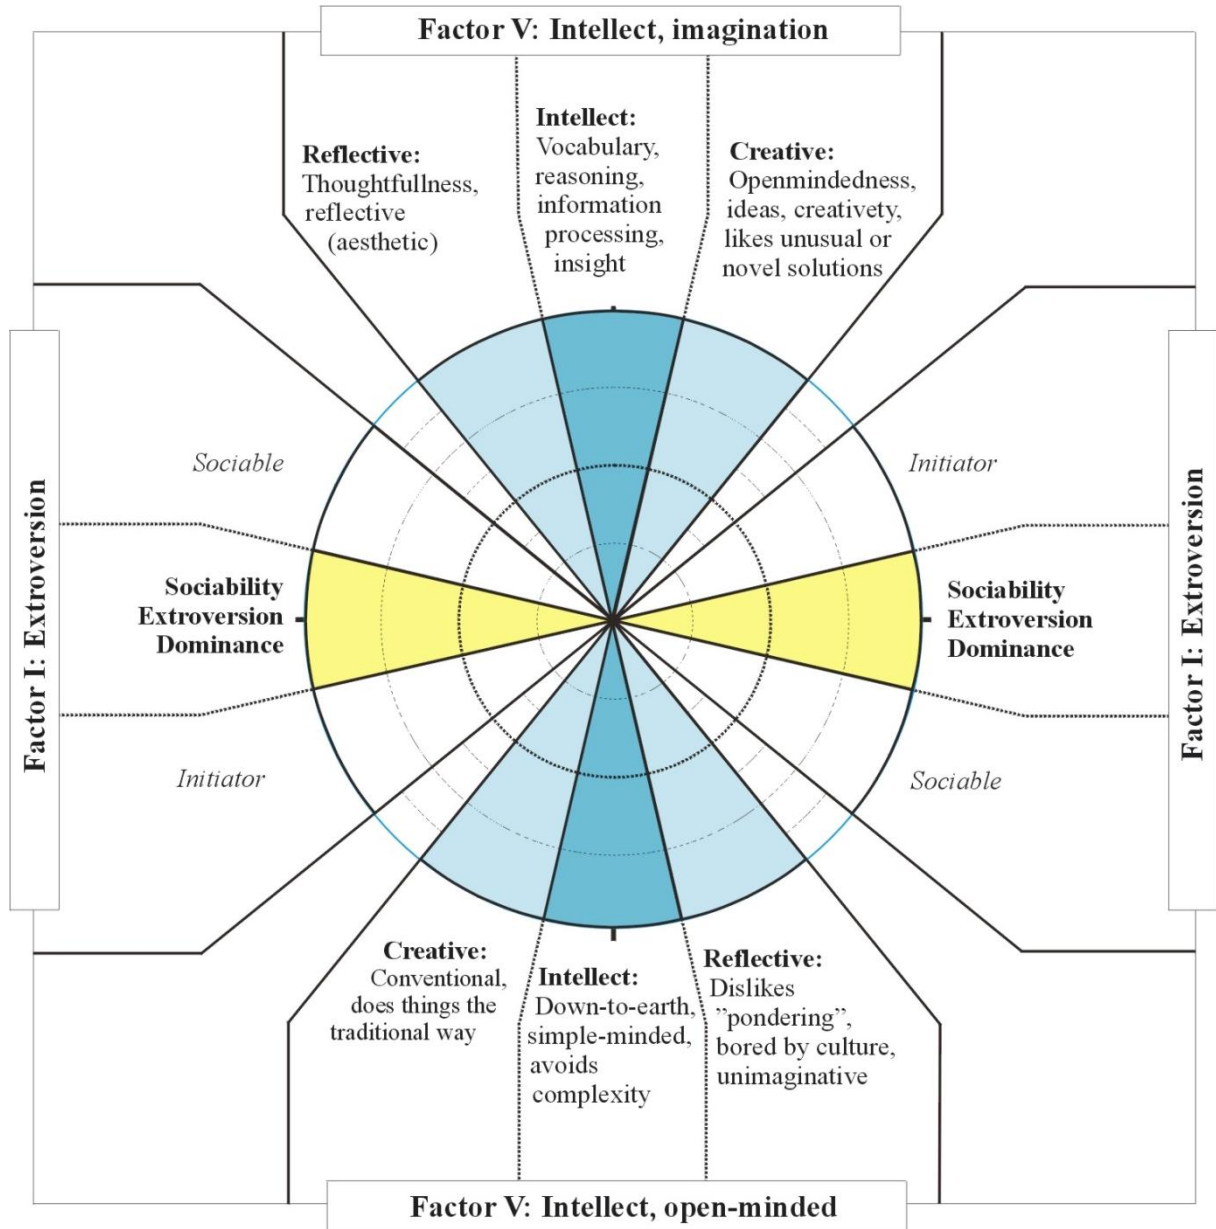 Factor V: Intellect, imagination
Reflective:
Thoughtfullness,
reflective
(aesthetic)
Intellect:
Vocabulary,
reasoning,
information
processing,
insight
Creative:
Openmindedness,
ideas, creativety,
likes unusual or
novel solutions
Sociable
Initiator
Factor I: Extroversion
Sociability
Extroversion
Dominance
Sociability
Extroversion
Dominance
Factor I: Extroversion
Initiator
Sociable
Creative:
Conventional,
does things the
traditional way
Intellect:
Down-to-earth,
simple-minded,
avoids
complexity
Reflective:
Dislikes
”pondering”,
bored by culture,
unimaginative
Factor V: Intellect, open-minded